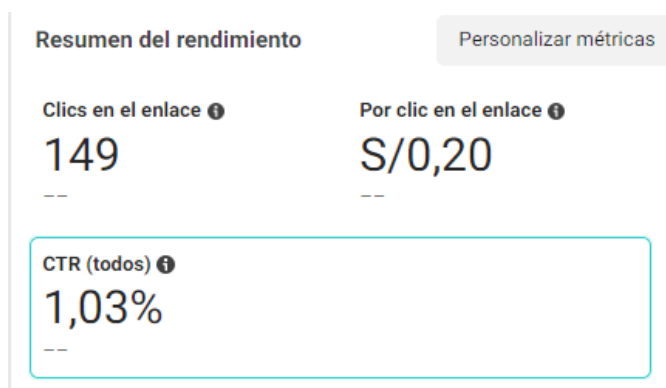 Resumen del rendimiento
Personalizar métricas
Clics en el enlace
Por clic en el enlace
149
S/0,20
--
--
CTR (todos)
1,03%
--